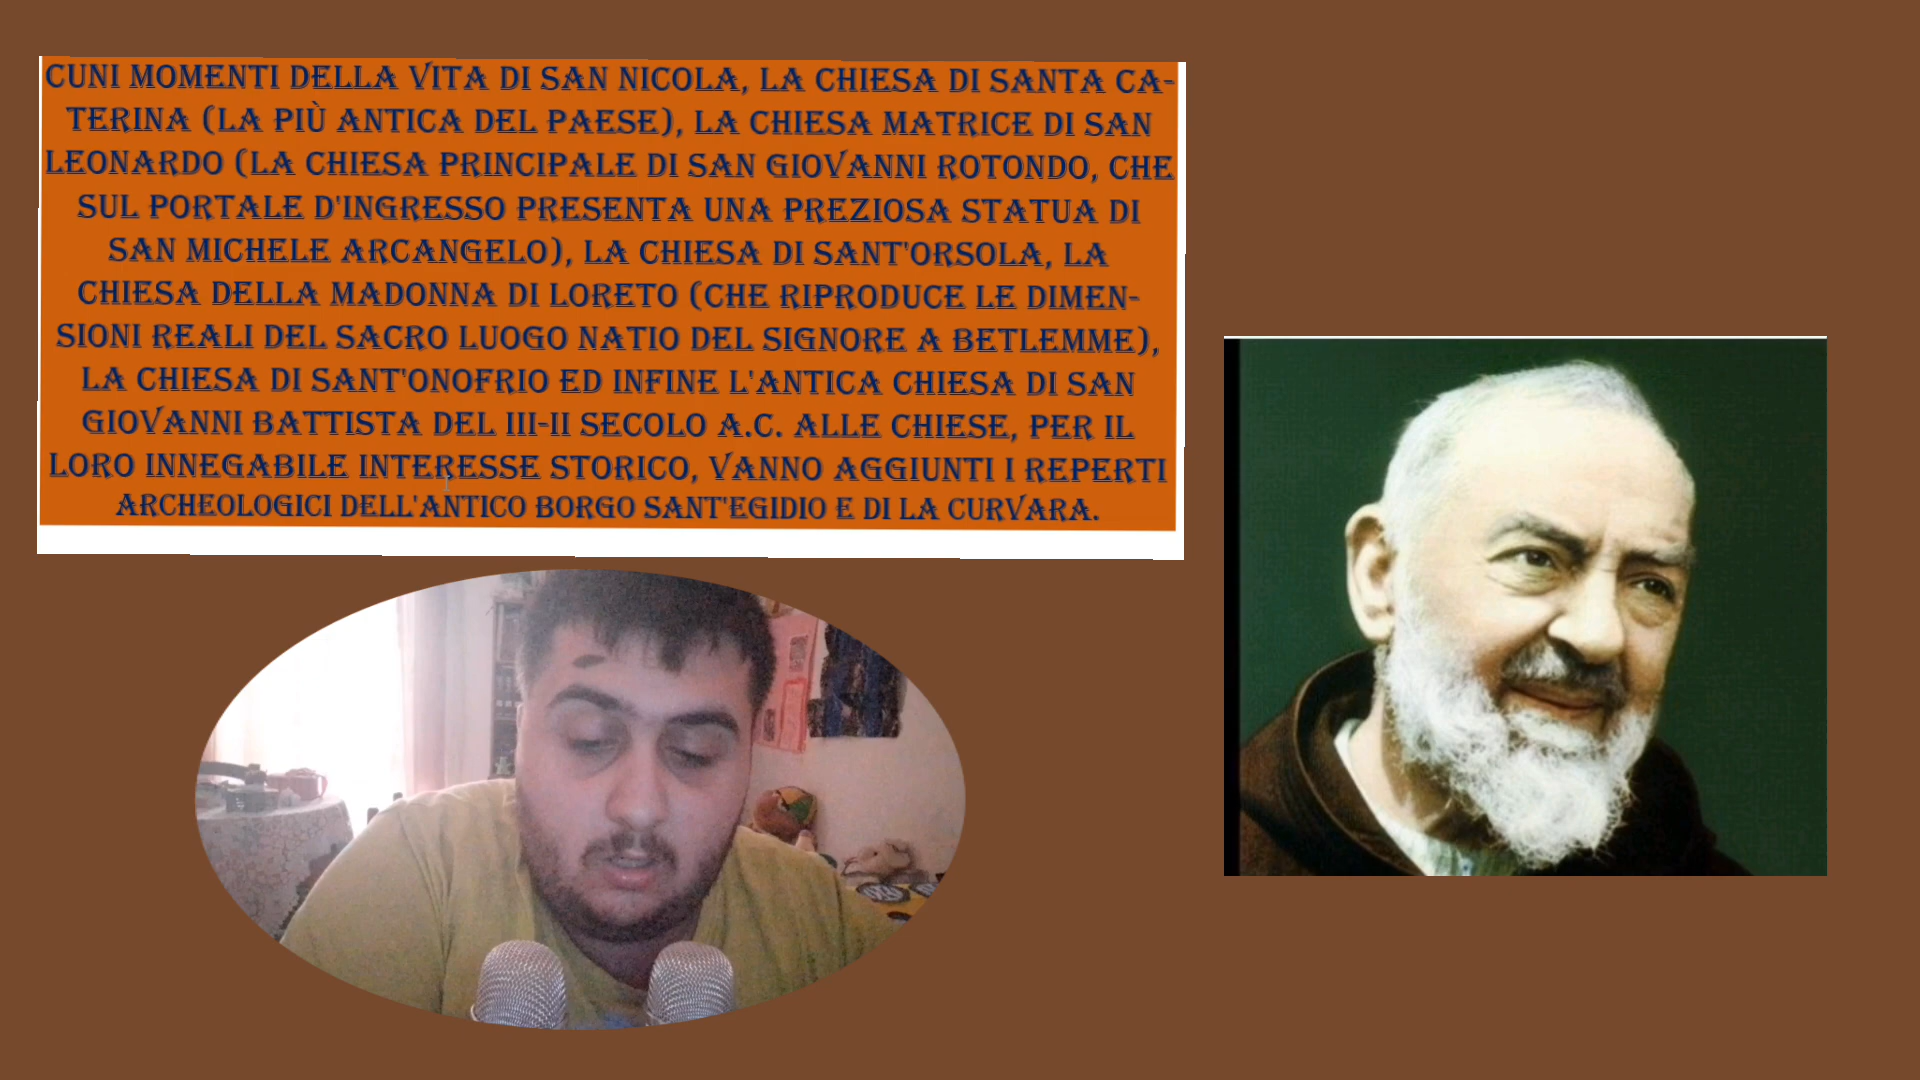 CUNI MOMENTI DELLA VITA DI SAN NICOLA, LA CHIESA DI SANTA CA-
TERINA (LA PIÙ ANTICA DEL PAESE), LA CHIESA MATRICE DI SAN
LEONARDO (LA CHIESA PRINCIPALE DI SAN GIOVANNI ROTONDO, CHE
SUL PORTALE D'INGRESSO PRESENTA UNA PREZIOSA STATUA DI
SAN MICHELE ARCANGELO), LA CHIESA DI SANT'ORSOLA, LA
CHIESA DELLA MADONNA DI LORETO (CHE RIPRODUCE LE DIMEN-
SIONI REALI DEL SACRO LUOGO NATIO DEL SIGNORE A BETLEMME),
LA CHIESA DI SANT'ONOFRIO ED INFINE L'ANTICA CHIESA DI SAN
GIOVANNI BATTISTA DEL III-II SECOLO A.C. ALLE CHIESE, PER IL
LORO INNEGABILE INTERESSE STORICO, VANNO AGGIUNTI I REPERTI
ARCHEOLOGICI DELL'ANTICO BORGO SANT'EGIDIO E DI LA CURVARA.